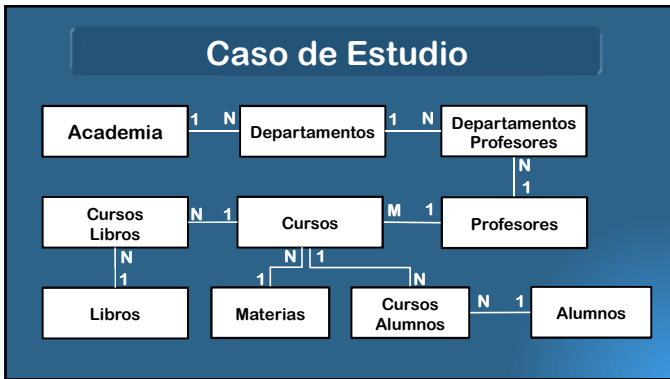 Caso de Estudio
Academia
1 N
Departamentos
1 N
Departamentos
Profesores
N
1
Cursos
Libros
N 1
Cursos
M 1
Profesores
N
1
N 1
1
N
Libros
Materias
Cursos
Alumnos
N 1
Alumnos